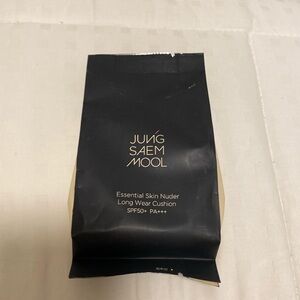 JUNG
SAEM
MOOL
Essential Skin Nuder
Long Wear Cushion
SPF50+ PA+++